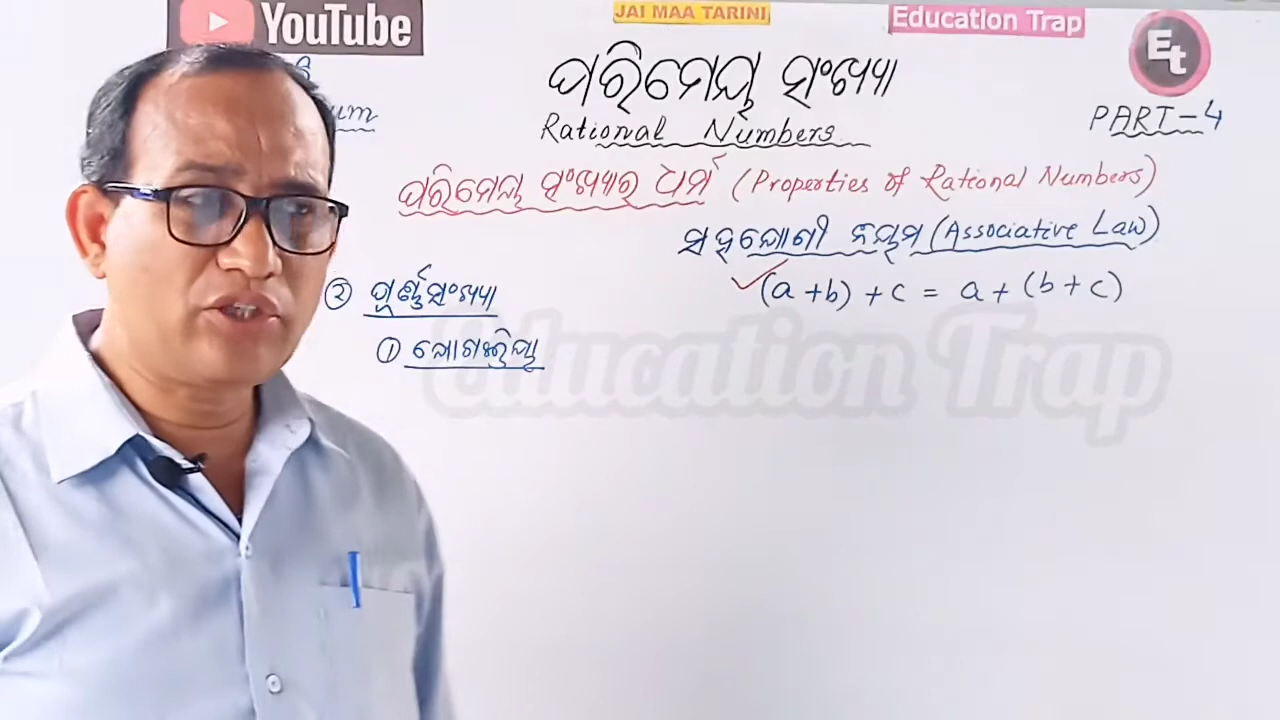 YouTube
JAI MAA TARINI
Education Trap
Et
ପରିମେୟ ସଂଖ୍ୟା
um
PART-4
Rational Numbers
ପରିମେୟ ସଂଖ୍ୟାର ଧର୍ମ (Properties of Rational Numbers)
ସହଯୋଗୀ ନିୟମ (Associative Law)
(a+b)+c = a+(b+c)
② ପୂର୍ଣ୍ଣସଂଖ୍ୟା
① ଯୋଗକ୍ରିୟା
Education Trap